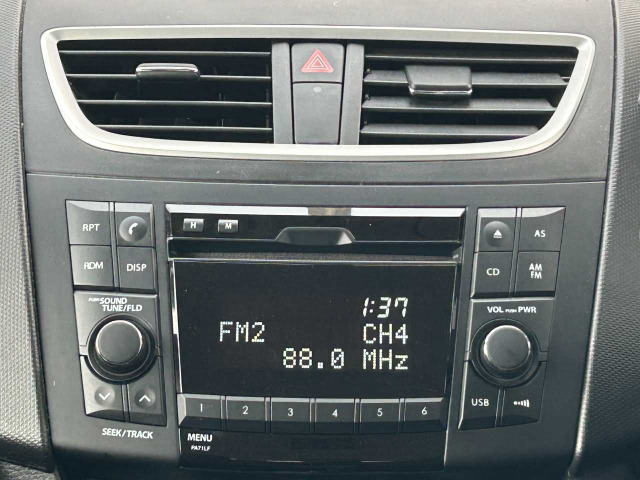 H M
RPT
AS
RDM DISP
CD AM FM
PUSH SOUND
TUNE/FLD
VOL PUSH PWR
1:37
FM2 CH4
88.0 MHz
1 2 3 4 5 6
USB
SEEK/TRACK
MENU
PA71LF